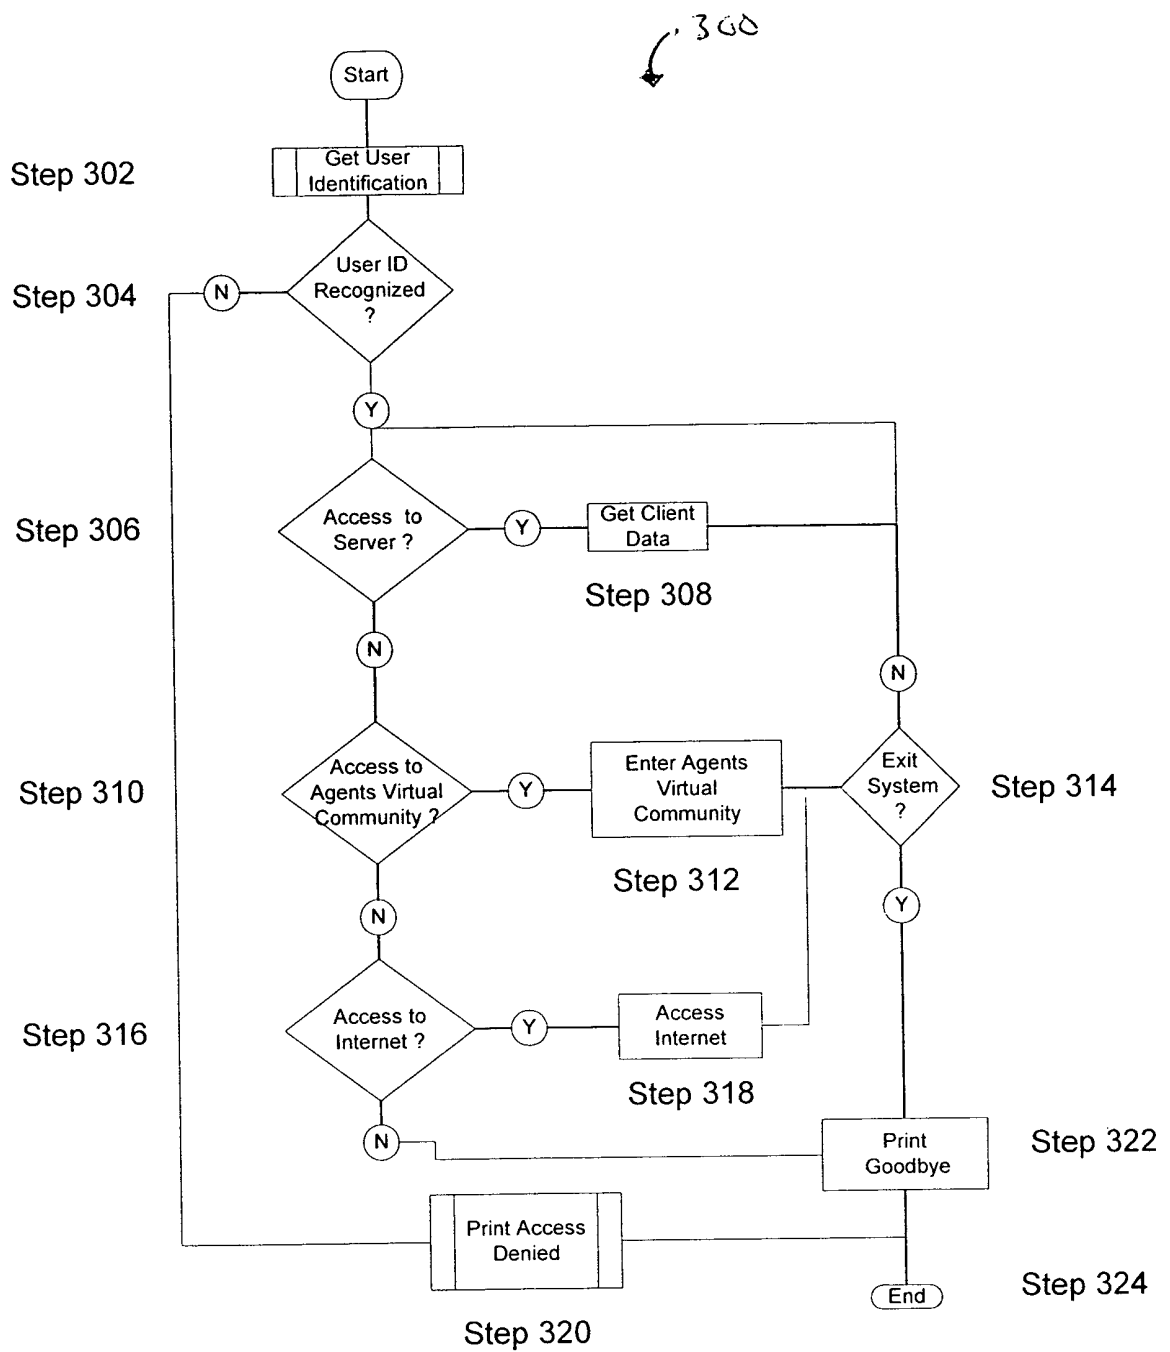 300
Start
Step 302
Get User
Identification
Step 304
N
User ID
Recognized
?
Y
Step 306
Access to
Server ?
Y
Get Client
Data
Step 308
N
N
Step 310
Access to
Agents Virtual
Community ?
Y
Enter Agents
Virtual
Community
Exit
System
?
Step 314
Step 312
Y
N
Step 316
Access to
Internet ?
Y
Access
Internet
Step 318
N
Print
Goodbye
Step 322
Print Access
Denied
Step 320
End
Step 324